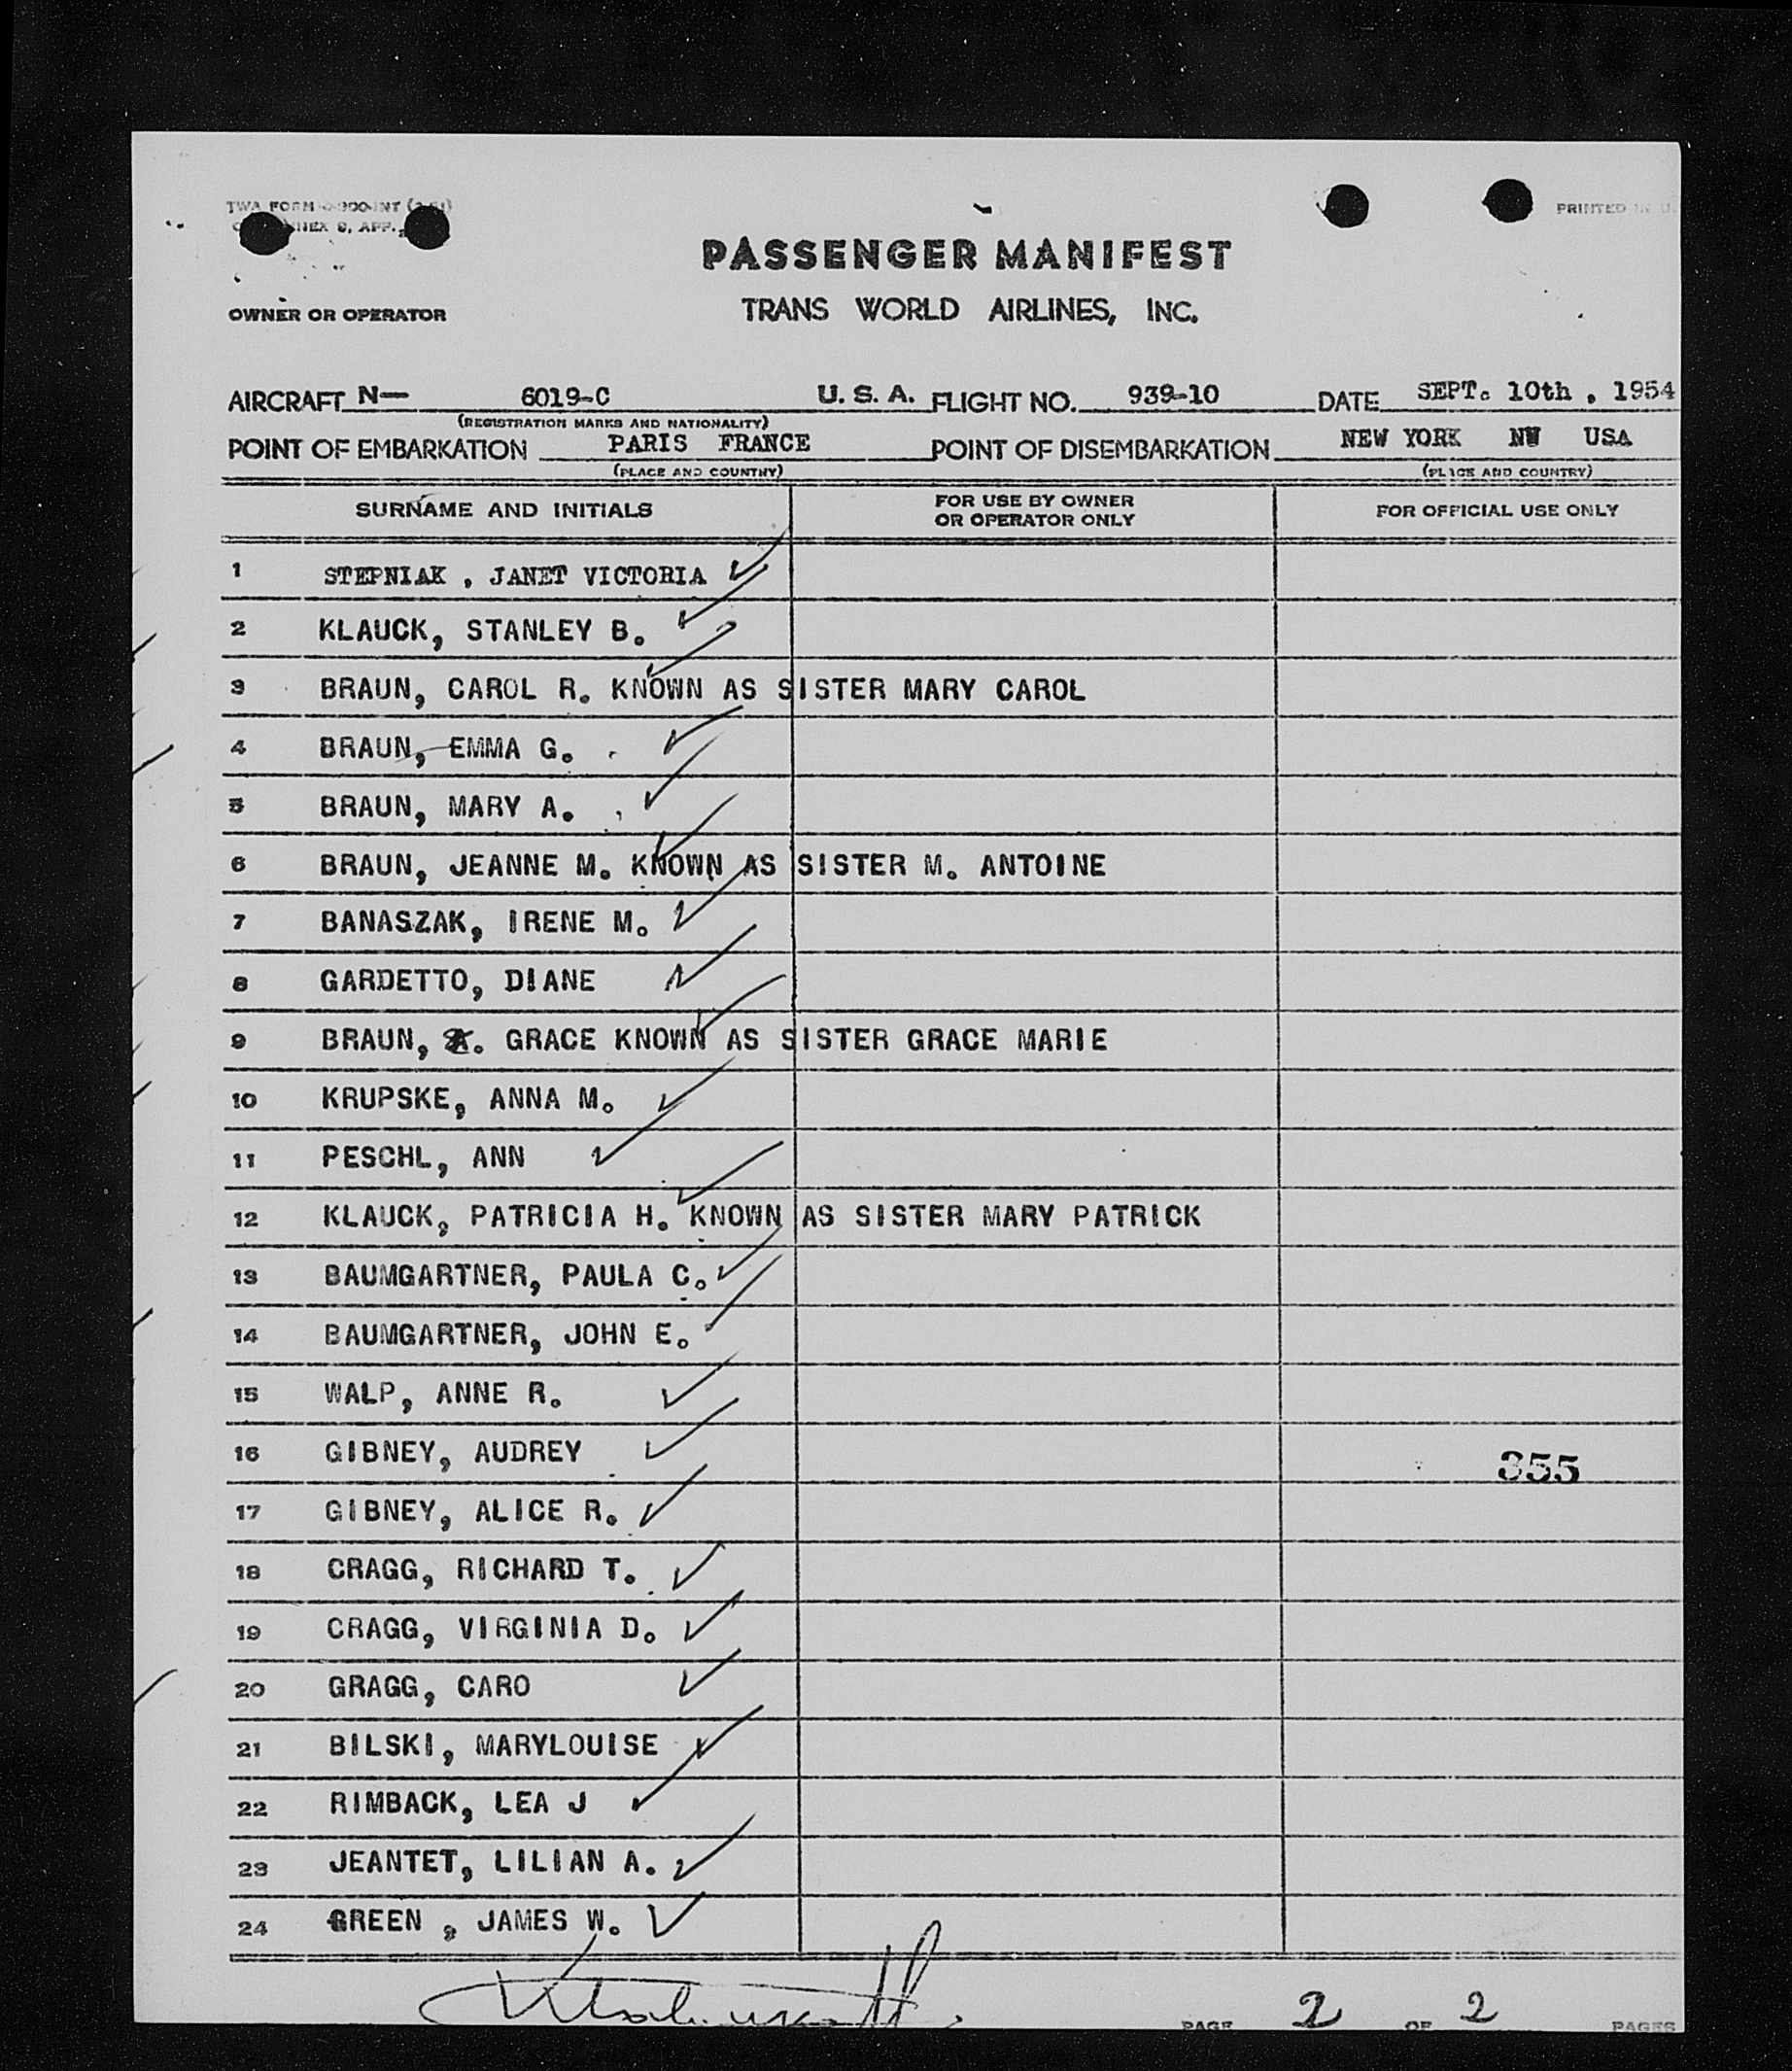 TWA FORM
PRINTED IN U.
PASSENGER MANIFEST
OWNER OR OPERATOR
TRANS WORLD AIRLINES, INC.
AIRCRAFT N— 6019-C U. S. A. FLIGHT NO. 939-10 DATE SEPT. 10th , 1954
(REGISTRATION MARKS AND NATIONALITY)
POINT OF EMBARKATION PARIS FRANCE POINT OF DISEMBARKATION NEW YORK USA
(PLACE AND COUNTRY) (PLACE AND COUNTRY)
SURNAME AND INITIALS FOR USE BY OWNER OR OPERATOR ONLY FOR OFFICIAL USE ONLY
1 STEPNIAK , JANET VICTORIA
2 KLAUCK, STANLEY B.
3 BRAUN, CAROL R. KNOWN AS SISTER MARY CAROL
4 BRAUN, EMMA G.
5 BRAUN, MARY A.
6 BRAUN, JEANNE M. KNOWN AS SISTER M. ANTOINE
7 BANASZAK, IRENE M.
8 GARDETTO, DIANE
9 BRAUN, GRACE KNOWN AS SISTER GRACE MARIE
10 KRUPSKE, ANNA M.
11 PESCHL, ANN
12 KLAUCK, PATRICIA H. KNOWN AS SISTER MARY PATRICK
13 BAUMGARTNER, PAULA C.
14 BAUMGARTNER, JOHN E.
15 WALP, ANNE R.
16 GIBNEY, AUDREY 355
17 GIBNEY, ALICE R.
18 CRAGG, RICHARD T.
19 CRAGG, VIRGINIA D.
20 GRAGG, CARO
21 BILSKI, MARYLOUISE
22 RIMBACK, LEA J
23 JEANTET, LILIAN A.
24 GREEN , JAMES W.
PAGE 2 OF 2 PAGES